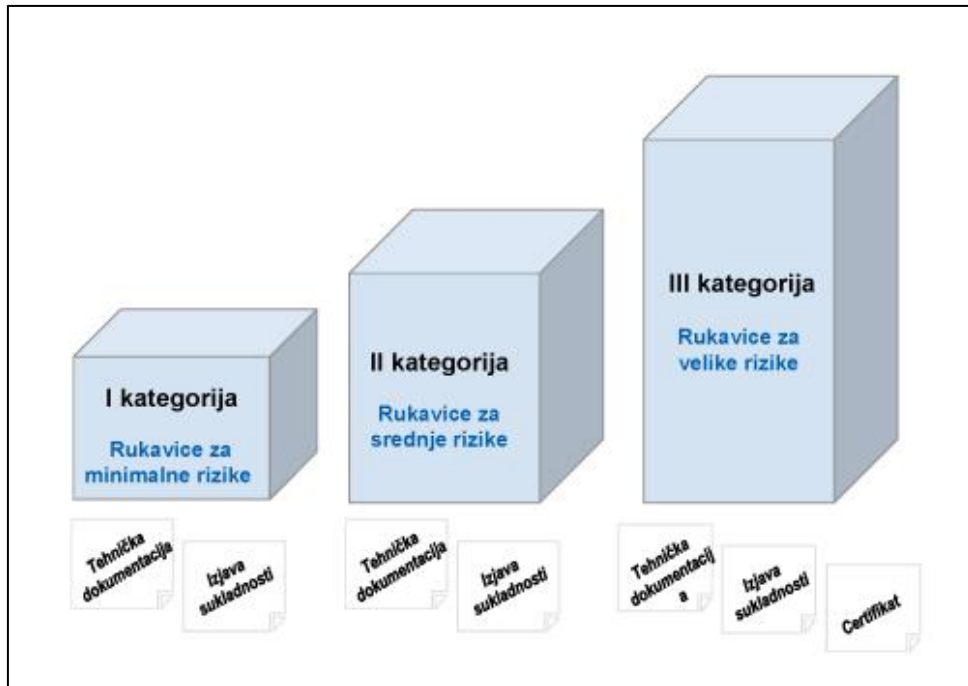 I kategorija
Rukavice za
minimalne rizike
II kategorija
Rukavice za
srednje rizike
III kategorija
Rukavice za
velike rizike
Tehnička
dokumentacija
Izjava
sukladnosti
Tehnička
dokumentacija
Izjava
sukladnosti
Tehnička
dokumentacij
a
Izjava
sukladnosti
Certifikat